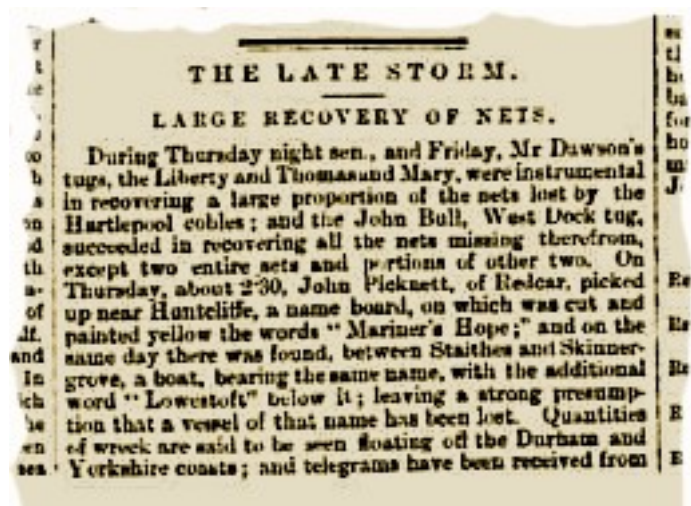 THE LATE STORM.
LARGE RECOVERY OF NETS.
During Thursday night sen., and Friday, Mr Dawson's
tugs, the Liberty and Thomas and Mary, were instrumental
in recovering a large proportion of the nets lost by the
Hartlepool cobles; and the John Bull, West Dock tug,
succeeded in recovering all the nets missing therefrom,
except two entire sets and portions of other two. On
Thursday, about 2·30, John Picknett, of Redcar, picked
up near Huntcliffe, a name board, on which was cut and
painted yellow the words "Mariner's Hope;" and on the
same day there was found, between Staithes and Skinner-
grove, a boat, bearing the same name, with the additional
word "Lowestoft" below it; leaving a strong presump-
tion that a vessel of that name has been lost. Quantities
of wreck are said to be seen floating off the Durham and
Yorkshire coasts; and telegrams have been received from